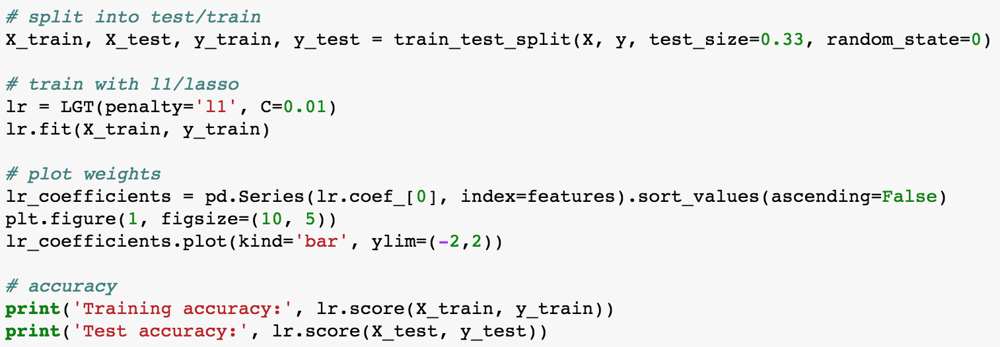 # split into test/train
X_train, X_test, y_train, y_test = train_test_split(X, y, test_size=0.33, random_state=0)
# train with l1/lasso
lr = LGT(penalty='l1', C=0.01)
lr.fit(X_train, y_train)
# plot weights
lr_coefficients = pd.Series(lr.coef_[0], index=features).sort_values(ascending=False)
plt.figure(1, figsize=(10, 5))
lr_coefficients.plot(kind='bar', ylim=(-2,2))
# accuracy
print('Training accuracy:', lr.score(X_train, y_train))
print('Test accuracy:', lr.score(X_test, y_test))